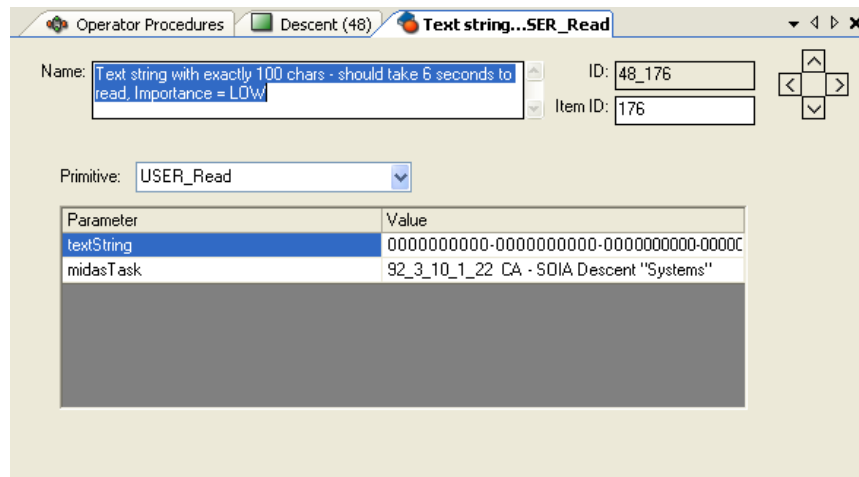 Operator Procedures Descent (48) Text string...SER_Read
Name: Text string with exactly 100 chars - should take 6 seconds to
read, Importance = LOW
ID: 48_176
Item ID: 176
Primitive: USER_Read
Parameter Value
textString 0000000000-0000000000-0000000000-00000
midasTask 92_3_10_1_22 CA - SOIA Descent "Systems"